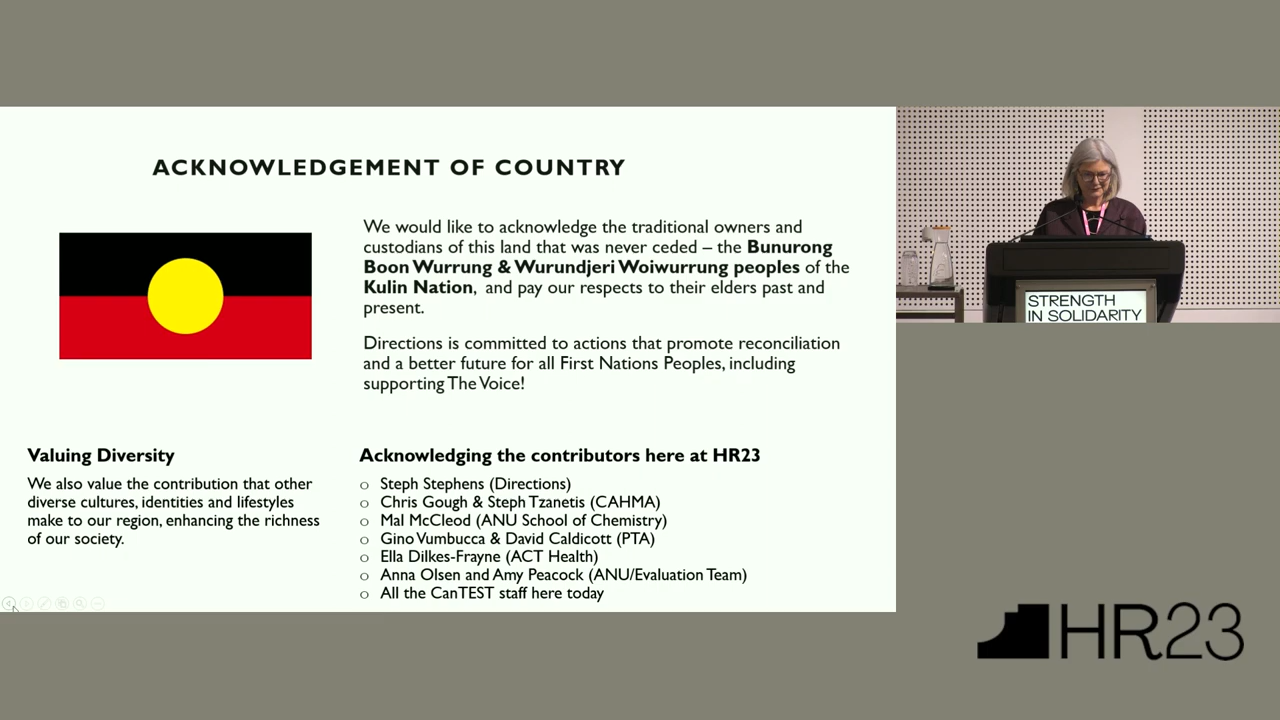 ACKNOWLEDGEMENT OF COUNTRY
We would like to acknowledge the traditional owners and
custodians of this land that was never ceded – the Bunurong
Boon Wurrung & Wurundjeri Woiwurrung peoples of the
Kulin Nation, and pay our respects to their elders past and
present.
Directions is committed to actions that promote reconciliation
and a better future for all First Nations Peoples, including
supporting The Voice!
Valuing Diversity
We also value the contribution that other
diverse cultures, identities and lifestyles
make to our region, enhancing the richness
of our society.
Acknowledging the contributors here at HR23
o Steph Stephens (Directions)
o Chris Gough & Steph Tzanetis (CAHMA)
o Mal McCleod (ANU School of Chemistry)
o Gino Vumbucca & David Caldicott (PTA)
o Ella Dilkes-Frayne (ACT Health)
o Anna Olsen and Amy Peacock (ANU/Evaluation Team)
o All the CanTEST staff here today
STRENGTH
IN SOLIDARITY
HR23